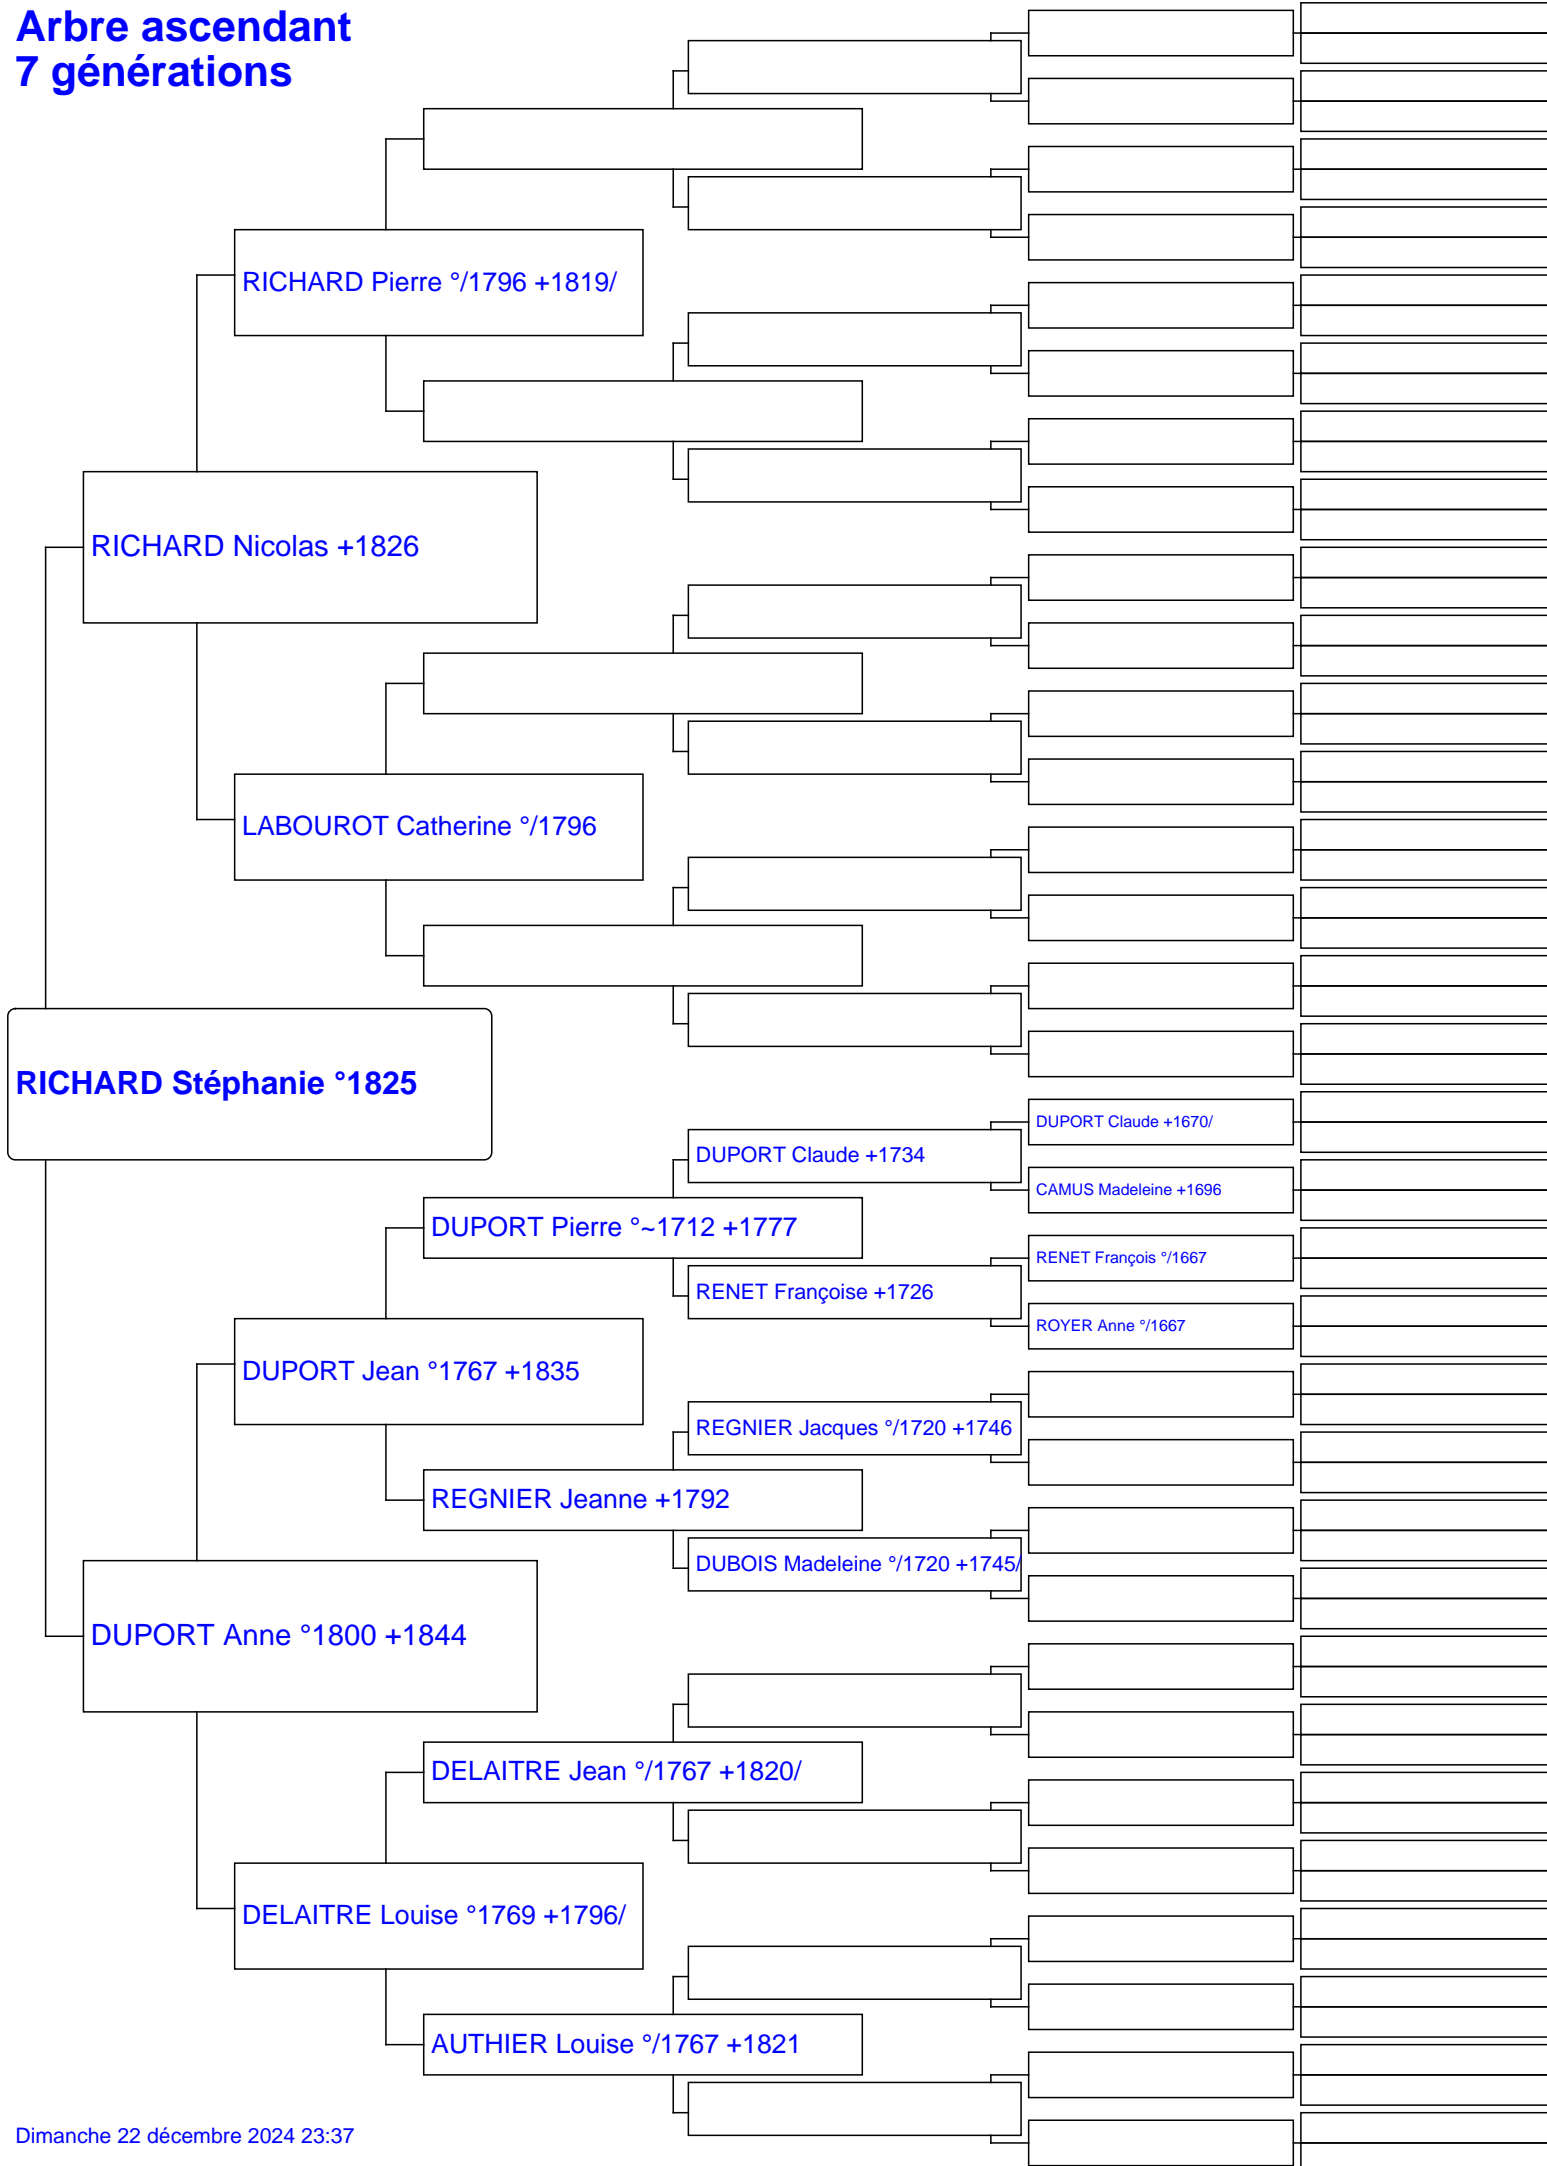 Arbre ascendant
7 générations
RICHARD Pierre °/1796 +1819/
RICHARD Nicolas +1826
LABOUROT Catherine °/1796
RICHARD Stéphanie °1825
DUPORT Claude +1670/
DUPORT Claude +1734
CAMUS Madeleine +1696
DUPORT Pierre °~1712 +1777
RENET François °/1667
RENET Françoise +1726
ROYER Anne °/1667
DUPORT Jean °1767 +1835
REGNIER Jacques °/1720 +1746
REGNIER Jeanne +1792
DUBOIS Madeleine °/1720 +1745/
DUPORT Anne °1800 +1844
DELAITRE Jean °/1767 +1820/
DELAITRE Louise °1769 +1796/
AUTHIER Louise °/1767 +1821
Dimanche 22 décembre 2024 23:37